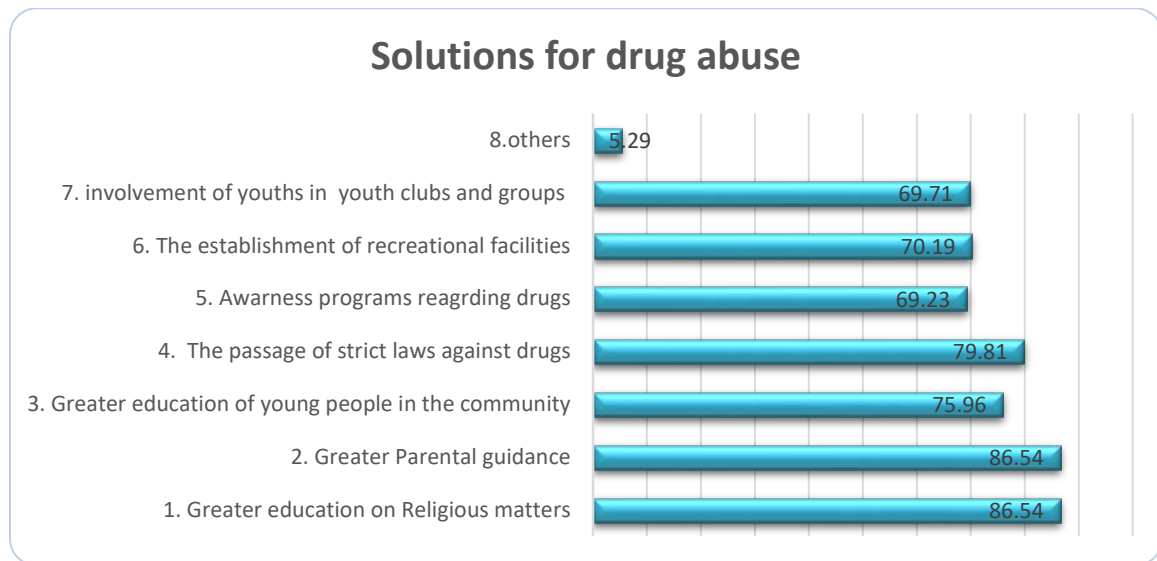 Solutions for drug abuse
8.others
5.29
7. involvement of youths in  youth clubs and groups
69.71
6. The establishment of recreational facilities
70.19
5. Awarness programs reagrding drugs
69.23
4.  The passage of strict laws against drugs
79.81
3. Greater education of young people in the community
75.96
2. Greater Parental guidance
86.54
1. Greater education on Religious matters
86.54